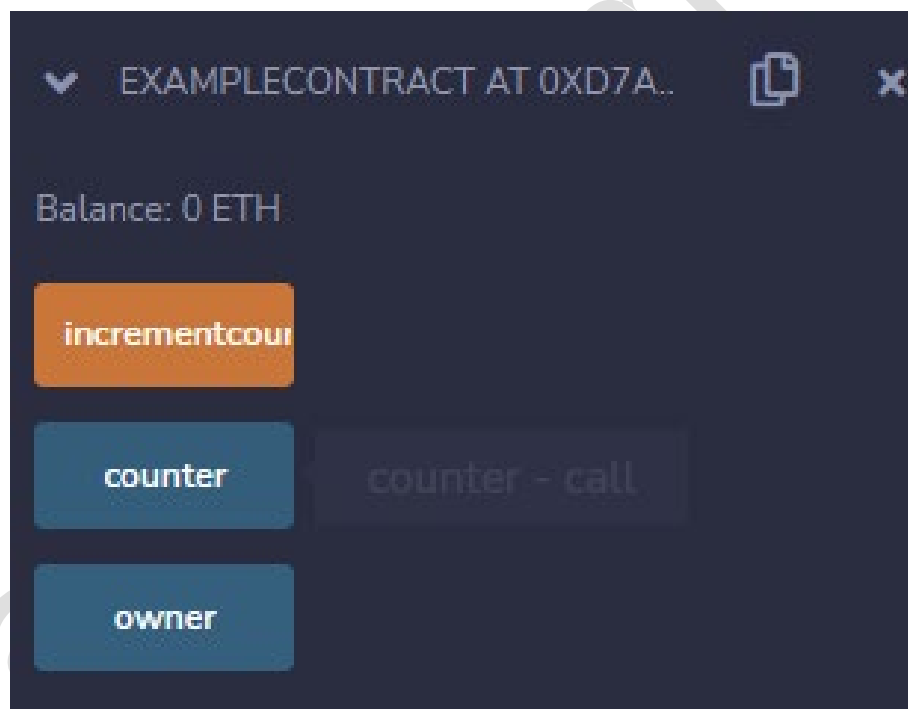 EXAMPLECONTRACT AT 0XD7A..
Balance: 0 ETH
incrementcour
counter
counter - call
owner